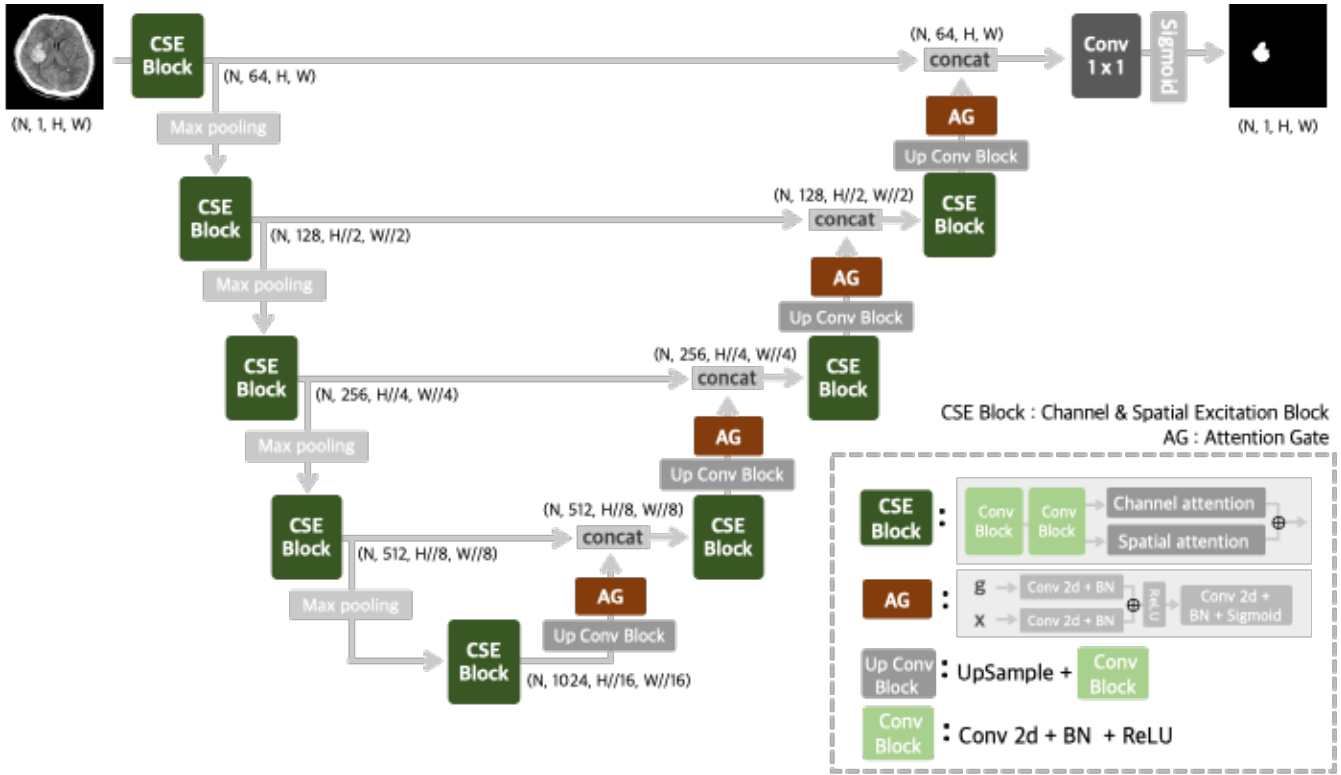 CSE
Block
(N, 1, H, W)
(N, 64, H, W)
Max pooling
(N, 64, H, W)
concat
Conv
1 x 1
Sigmoid
(N, 1, H, W)
AG
Up Conv Block
CSE
Block
(N, 128, H//2, W//2)
Max pooling
(N, 128, H//2, W//2)
concat
CSE
Block
AG
Up Conv Block
CSE
Block
(N, 256, H//4, W//4)
Max pooling
(N, 256, H//4, W//4)
concat
CSE
Block
AG
Up Conv Block
CSE
Block
(N, 512, H//8, W//8)
Max pooling
(N, 512, H//8, W//8)
concat
CSE
Block
AG
Up Conv Block
CSE
Block
(N, 1024, H//16, W//16)
CSE Block : Channel & Spatial Excitation Block
AG : Attention Gate
CSE
Block
:
Conv
Block
Conv
Block
Channel attention
Spatial attention
⊕
AG
:
g
Conv 2d + BN
x
Conv 2d + BN
⊕
ReLU
Conv 2d +
BN + Sigmoid
Up Conv
Block
: UpSample +
Conv
Block
Conv
Block
: Conv 2d + BN + ReLU